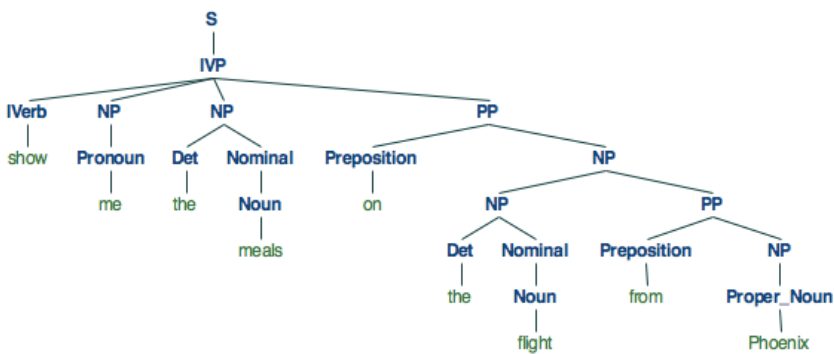 S
IVP
IVerb NP NP PP
show Pronoun Det Nominal Preposition NP
me the Noun on NP PP
meals Det Nominal Preposition NP
the Noun from Proper_Noun
flight Phoenix